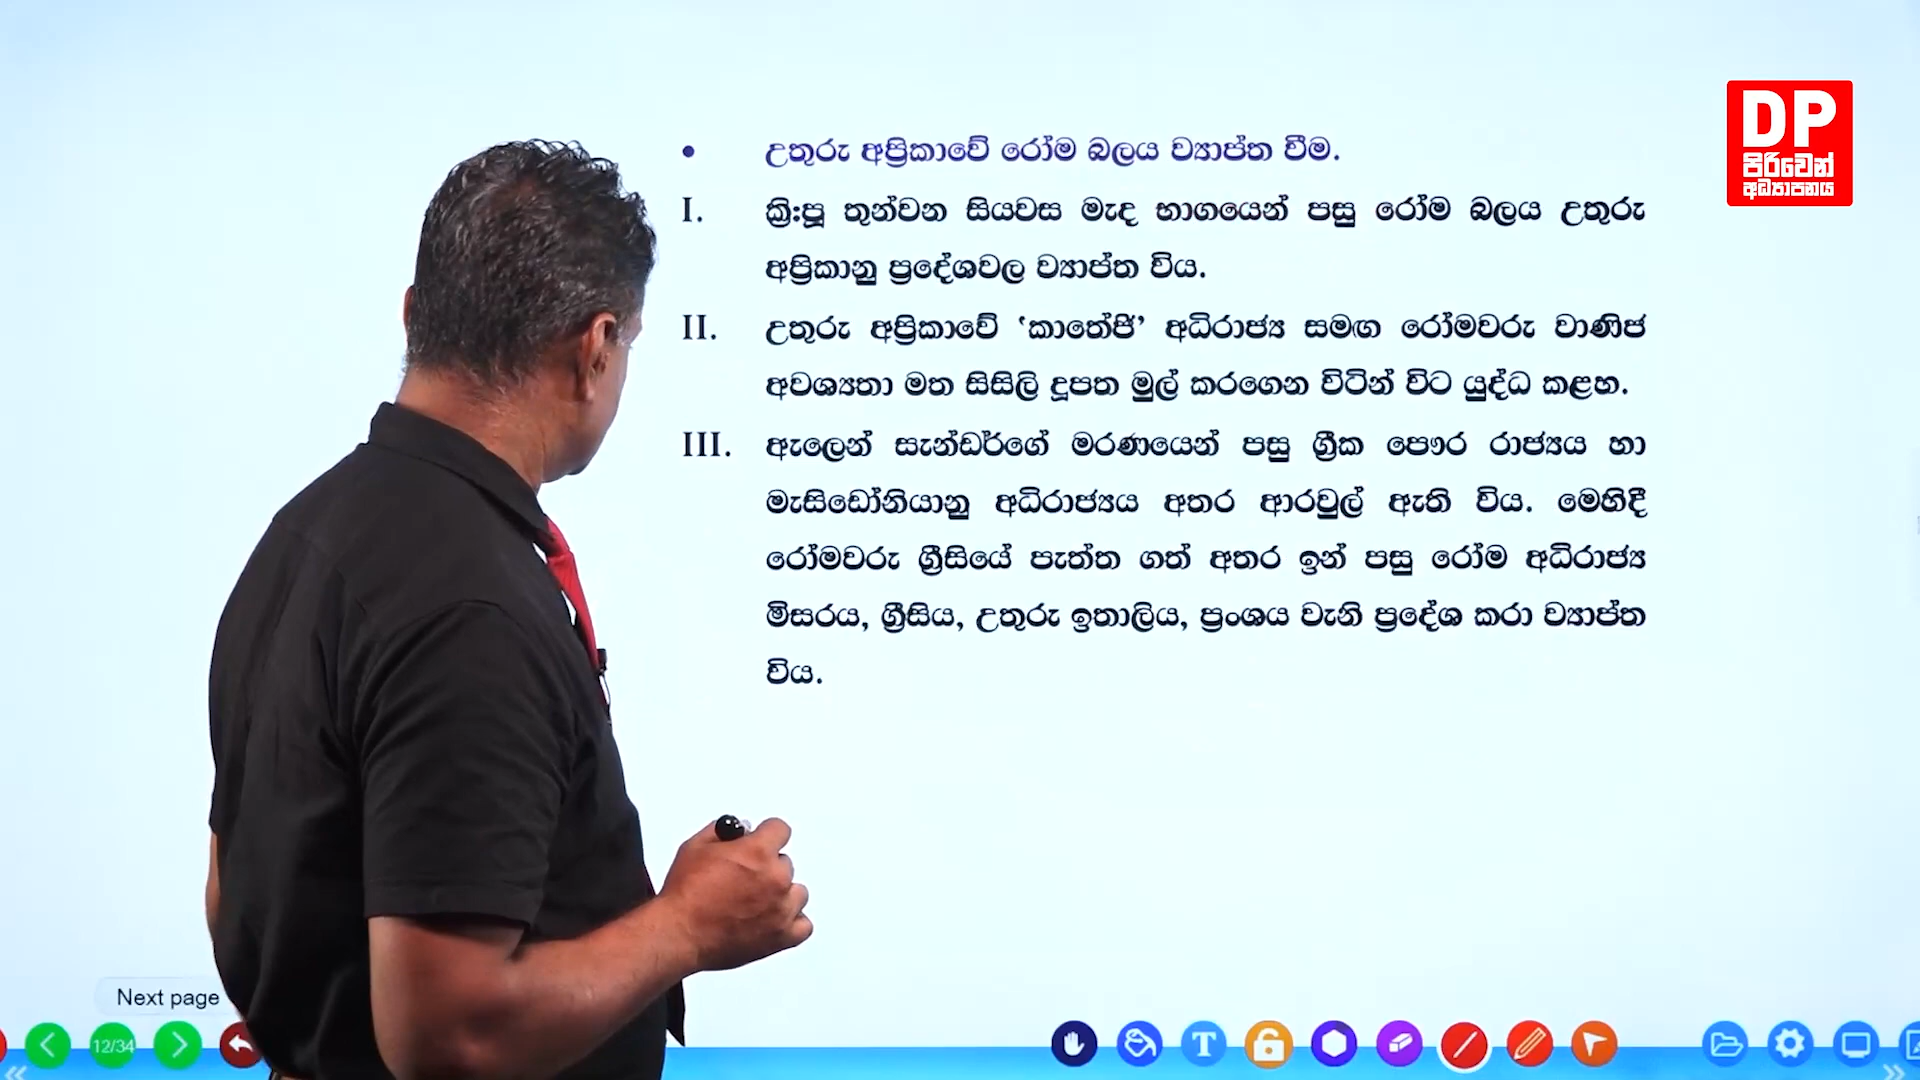 DP
පිරිවෙන්
අධ්‍යාපනය
• උතුරු අප්‍රිකාවේ රෝම බලය ව්‍යාප්ත වීම.
I. ක්‍රි:පූ තුන්වන සියවස මැද භාගයෙන් පසු රෝම බලය උතුරු
අප්‍රිකානු ප්‍රදේශවල ව්‍යාප්ත විය.
II. උතුරු අප්‍රිකාවේ ‘කාතේජ්’ අධිරාජ්‍ය සමඟ රෝමවරු වාණිජ
අවශ්‍යතා මත සිසිලි දූපත මුල් කරගෙන විටින් විට යුද්ධ කළහ.
III. ඇලෙන් සැන්ඩර්ගේ මරණයෙන් පසු ග්‍රීක පෞර රාජ්‍යය හා
මැසිඩෝනියානු අධිරාජ්‍යය අතර ආරවුල් ඇති විය. මෙහිදී
රෝමවරු ග්‍රීසියේ පැත්ත ගත් අතර ඉන් පසු රෝම අධිරාජ්‍ය
මිසරය, ග්‍රීසිය, උතුරු ඉතාලිය, ප්‍රංශය වැනි ප්‍රදේශ කරා ව්‍යාප්ත
විය.
Next page
12/34
T